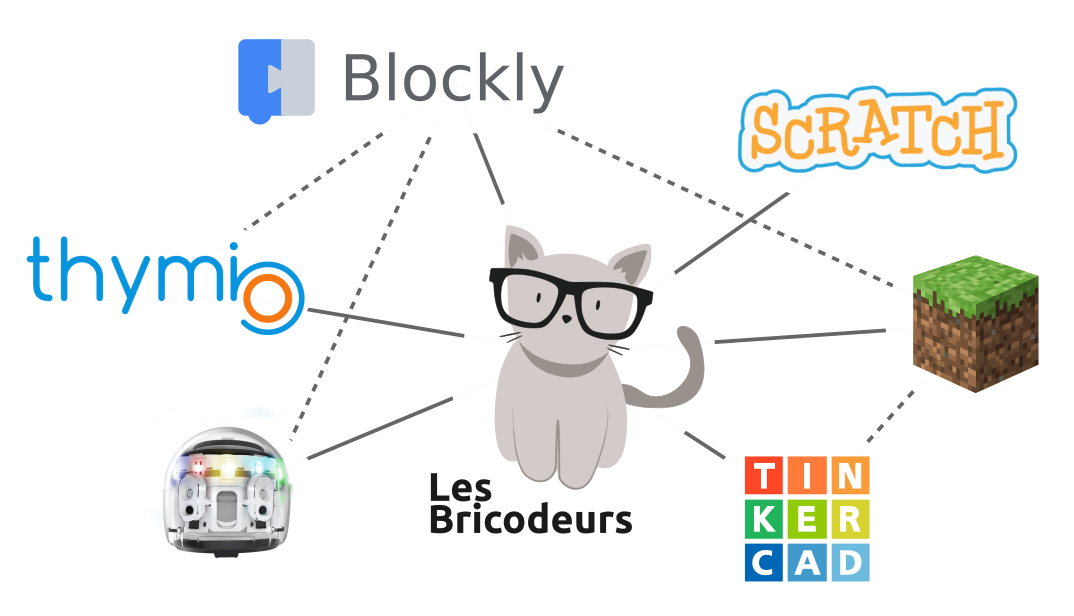 Blockly
SCRATCH
thymio
Les
Bricodeurs
TIN
KER
CAD